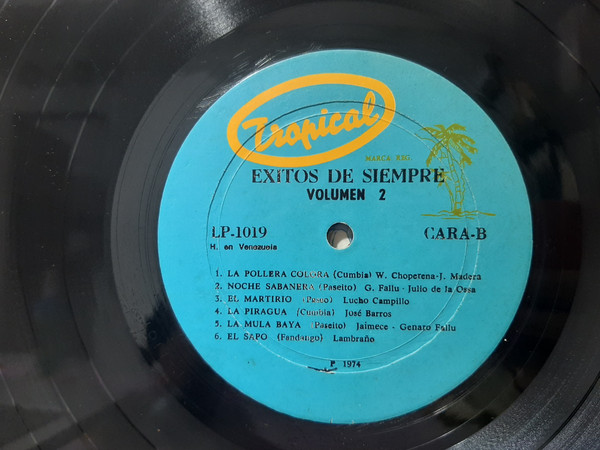 Tropical
MARCA REG.
EXITOS DE SIEMPRE
VOLUMEN 2
LP-1019
CARA-B
H. en Venezuela
1. LA POLLERA COLORA (Cumbia) W. Choperena-J. Madera
2. NOCHE SABANERA (Paseito) G. Fallu - Julio de la Ossa
3. EL MARTIRIO (Paseo) Lucho Campillo
4. LA PIRAGUA (Cumbia) José Barros
5. LA MULA BAYA (Paseito) Jaimece - Genaro Fallu
6. EL SAPO (Fandango) Lambraño
P 1974